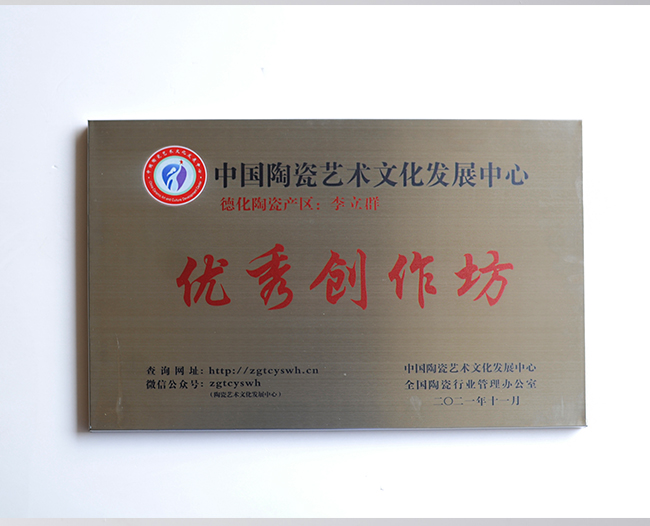 中国陶瓷艺术文化发展中心
德化陶瓷产区：李立群
优秀创作坊
查询网址：http://zgtcyswh.cn
微信公众号：zgtcyswh
（陶瓷艺术文化发展中心）
中国陶瓷艺术文化发展中心
全国陶瓷行业管理办公室
二〇二一年十一月